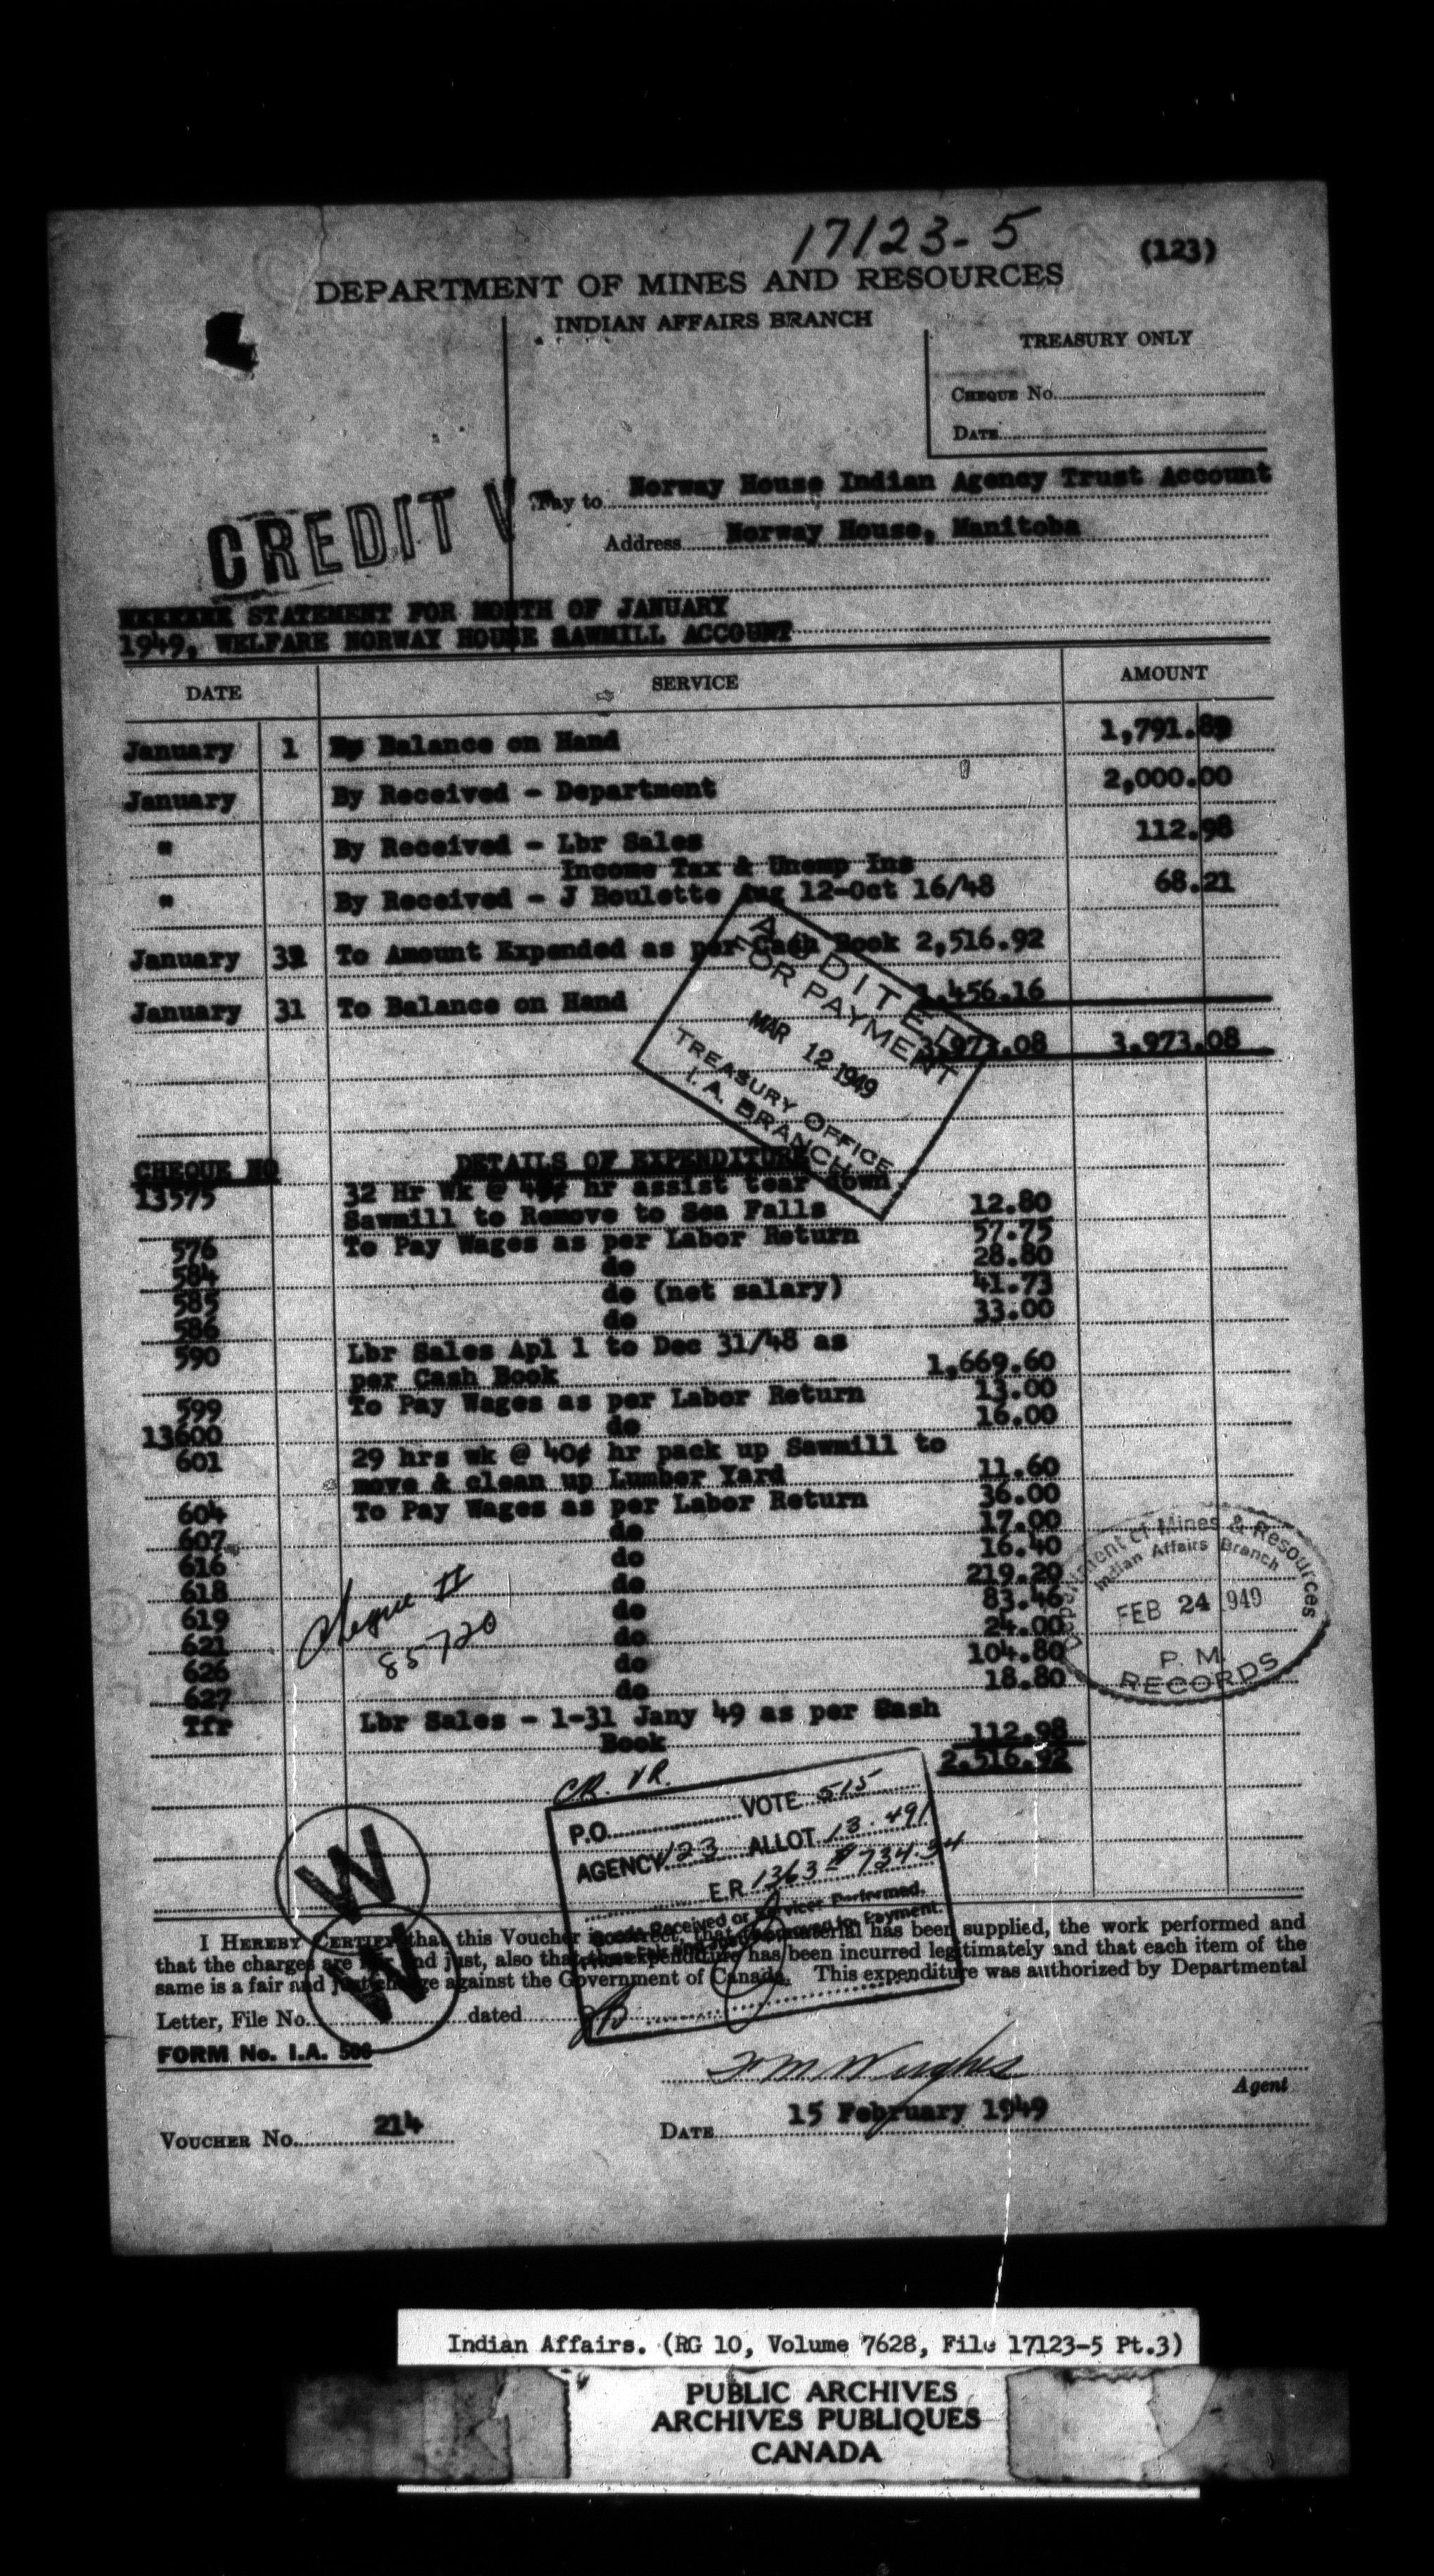 17123-5
(123)
DEPARTMENT OF MINES AND RESOURCES
INDIAN AFFAIRS BRANCH
TREASURY ONLY
CHEQUE No.
DATE
CREDIT V
Pay to Norway House Indian Agency Trust Account
Address Norway House, Manitoba
STATEMENT FOR MONTH OF JANUARY
1949, WELFARE NORWAY HOUSE SAWMILL ACCOUNT
DATE SERVICE AMOUNT
January 1 By Balance on Hand 1,791.89
January By Received - Department 2,000.00
" By Received - Lbr Sales 112.98
Income Tax & Unemp Ins
" By Received - J Boulette Aug 12-Oct 16/48 68.21
January 31 To Amount Expended as per Cash Book 2,516.92
January 31 To Balance on Hand 1,456.16
3,973.08 3,973.08
AUDITED
FOR PAYMENT
MAR 12 1949
TREASURY OFFICE
I. A. BRANCH
CHEQUE NO DETAILS OF EXPENDITURE
13575 32 Hr Wk @ 40¢ hr assist tear down
Sawmill to Remove to Sea Falls 12.80
576 To Pay Wages as per Labor Return 57.75
584 do 28.80
585 do (net salary) 41.73
586 do 33.00
590 Lbr Sales Apl 1 to Dec 31/48 as
per Cash Book 1,669.60
599 To Pay Wages as per Labor Return 13.00
13600 do 16.00
601 29 hrs wk @ 40¢ hr pack up Sawmill to
move & clean up Lumber Yard 11.60
604 To Pay Wages as per Labor Return 36.00
607 do 17.00
616 do 16.40
618 do 219.20
619 do 83.46
621 do 24.00
626 do 104.80
627 do 18.80
Tfr Lbr Sales - 1-31 Jany 49 as per Cash
Book 112.98
2,516.92
Cheque II
85720
Department of Mines & Resources
Indian Affairs Branch
FEB 24 1949
P. M.
RECORDS
CR. VR.
P.O. VOTE 515
AGENCY 123 ALLOT 13.491
E.R. 1363 - $734.34
Goods Received or Services Performed.
approved for Payment.
W
W
I HEREBY CERTIFY that this Voucher is correct, that the material has been supplied, the work performed and
that the charges are fair and just, also that the expenditure has been incurred legitimately and that each item of the
same is a fair and just charge against the Government of Canada. This expenditure was authorized by Departmental
Letter, File No. dated
FORM No. I.A. 506
Agent
VOUCHER No. 214
DATE 15 February 1949
Indian Affairs. (RG 10, Volume 7628, File 17123-5 Pt.3)
PUBLIC ARCHIVES
ARCHIVES PUBLIQUES
CANADA